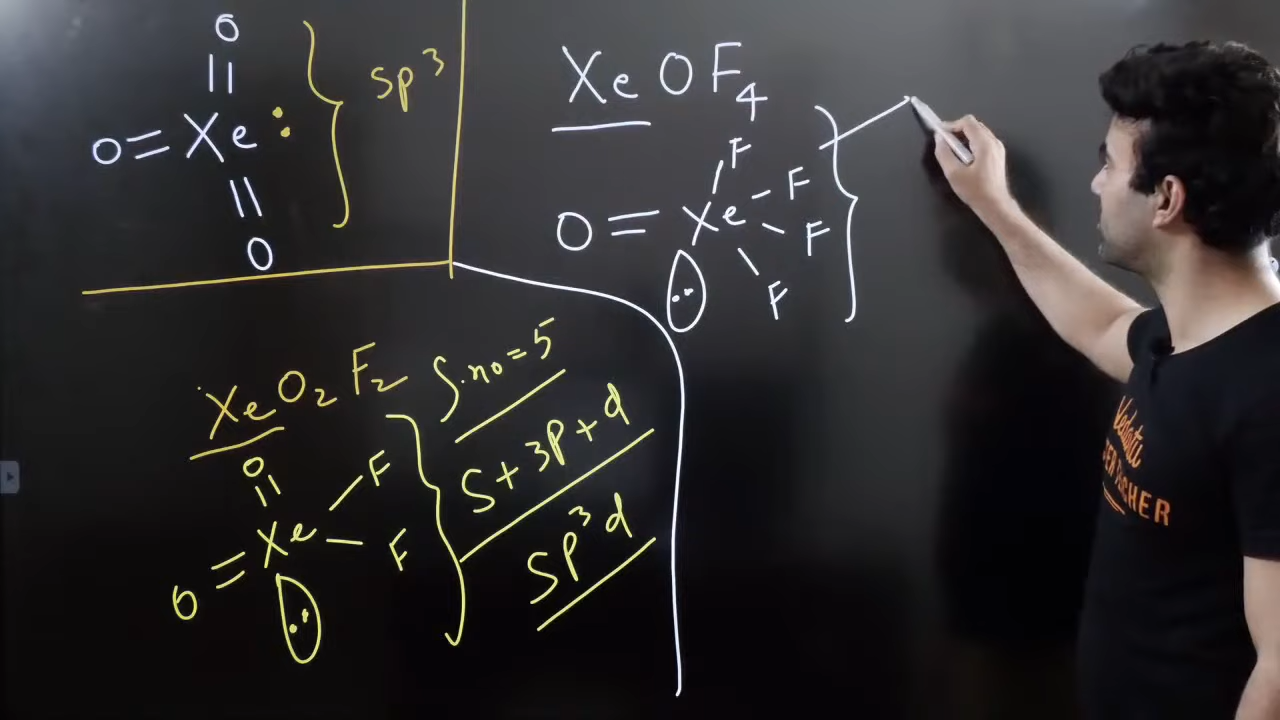 O
||
O=Xe:
||
O
} sp³
XeOF₄
F
O=Xe-F
F
F
XeO₂F₂
S.no=5
S+3P+d
SP³d
O
||
Xe-F
F
O=
Vedantu
TEACHER